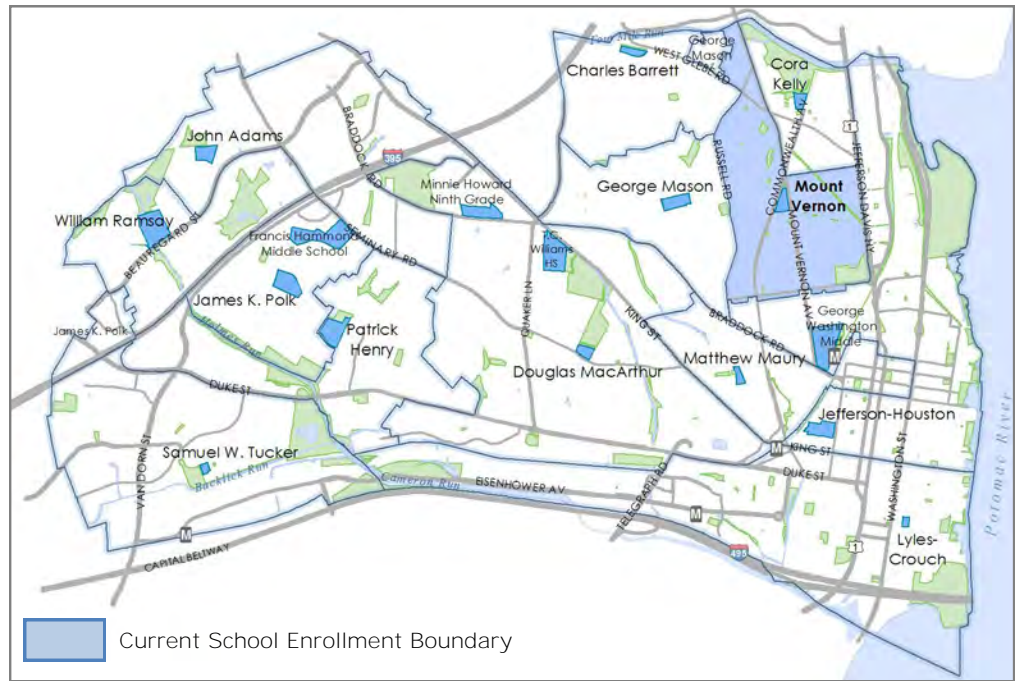 Four Mile Run
George
Mason
WEST GLEBE RD
Charles Barrett
Cora
Kelly
John Adams
BRADDOCK RD
395
1
COMMONWEALTH AV
JEFFERSON DAVIS HY
RUSSELL RD
Minnie Howard
Ninth Grade
George Mason
Mount
Vernon
William Ramsay
BEAUREGARD ST
Francis Hammond
Middle School
SEMINARY RD
T.C.
Williams
HS
MOUNT VERNON AV
James K. Polk
James K. Polk
Holmes Run
Patrick
Henry
QUAKER LN
KING ST
BRADDOCK RD
George
Washington
Middle
M
Matthew Maury
Douglas MacArthur
DUKE ST
Jefferson-Houston
M
KING ST
DUKE ST
Samuel W. Tucker
Backlick Run
VAN DORN ST
Cameron Run
EISENHOWER AV
TELEGRAPH RD
WASHINGTON ST
Potomac River
M
M
CAPITAL BELTWAY
495
1
Lyles-
Crouch
Current School Enrollment Boundary